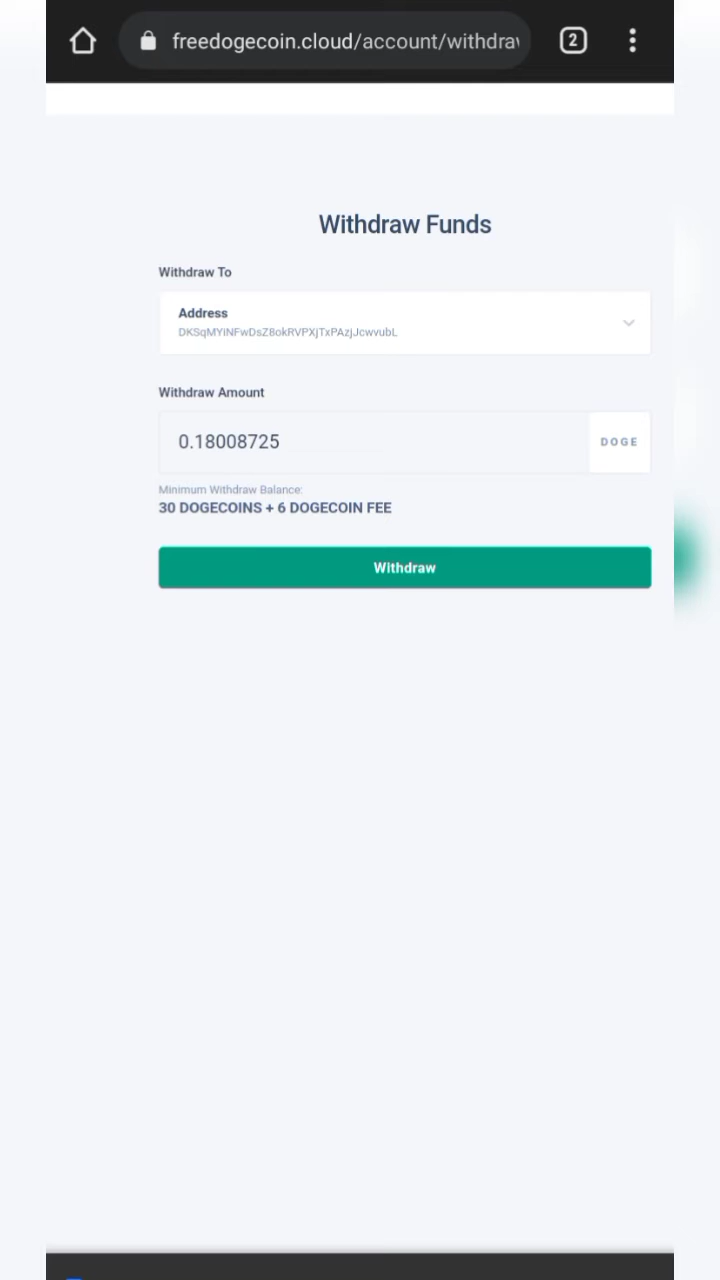 freedogecoin.cloud/account/withdra
2
Withdraw Funds
Withdraw To
Address
DKSqMYiNFwDsZ8okRVPXjTxPAzjJcwvubL
Withdraw Amount
0.18008725
DOGE
Minimum Withdraw Balance:
30 DOGECOINS + 6 DOGECOIN FEE
Withdraw